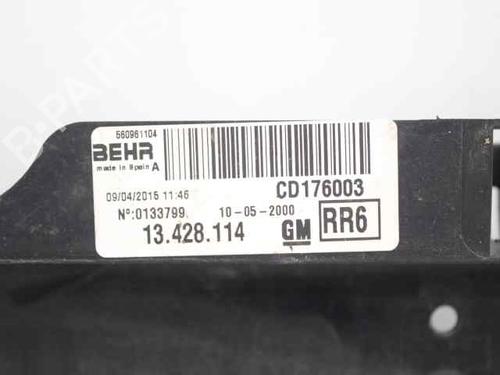 560961104
BEHR
made in Spain A
09/04/2015 11:46
CD176003
Nº:0133799
10-05-2000
13.428.114
GM
RR6
B-PARTS